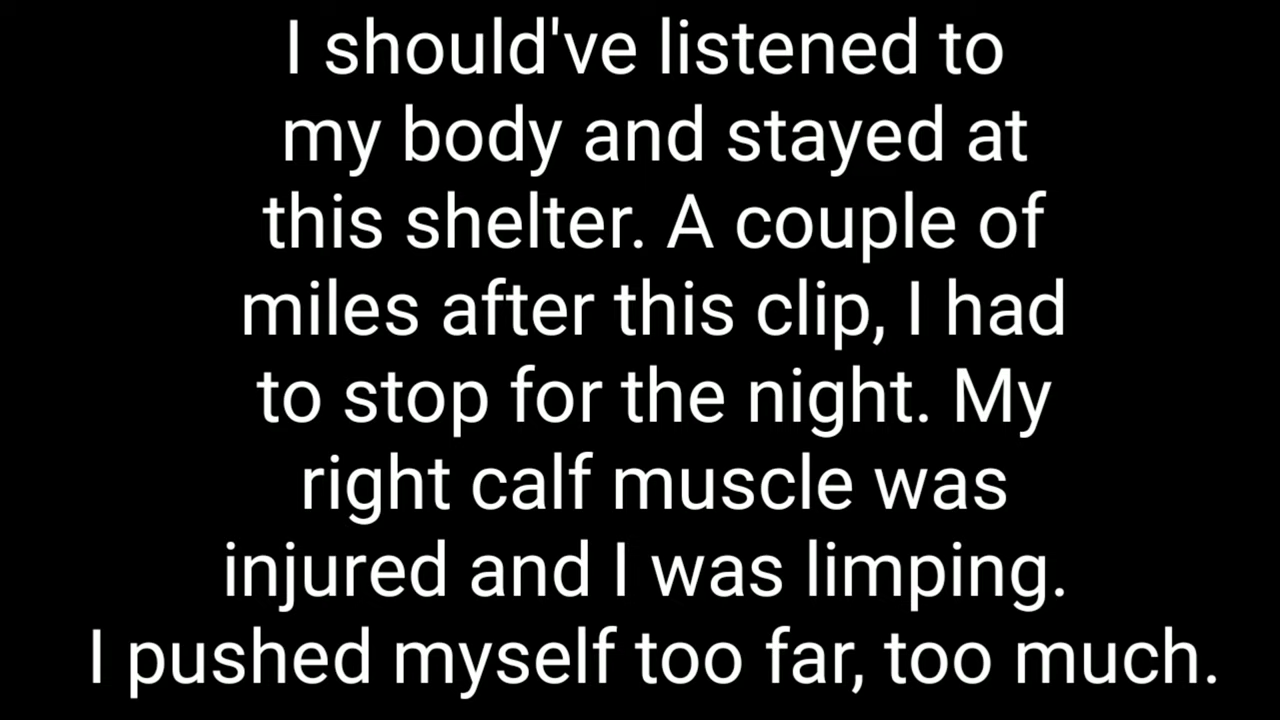 I should've listened to
my body and stayed at
this shelter. A couple of
miles after this clip, I had
to stop for the night. My
right calf muscle was
injured and I was limping.
I pushed myself too far, too much.